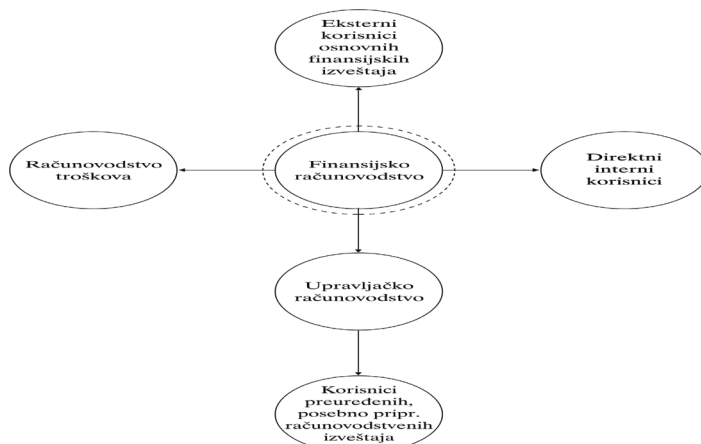 Eksterni
korisnici
osnovnih
finansijskih
izveštaja
Računovodstvo
troškova
Finansijsko
računovodstvo
Direktni
interni
korisnici
Upravljačko
računovodstvo
Korisnici
preuređenih,
posebno pripr.
računovodstvenih
izveštaja